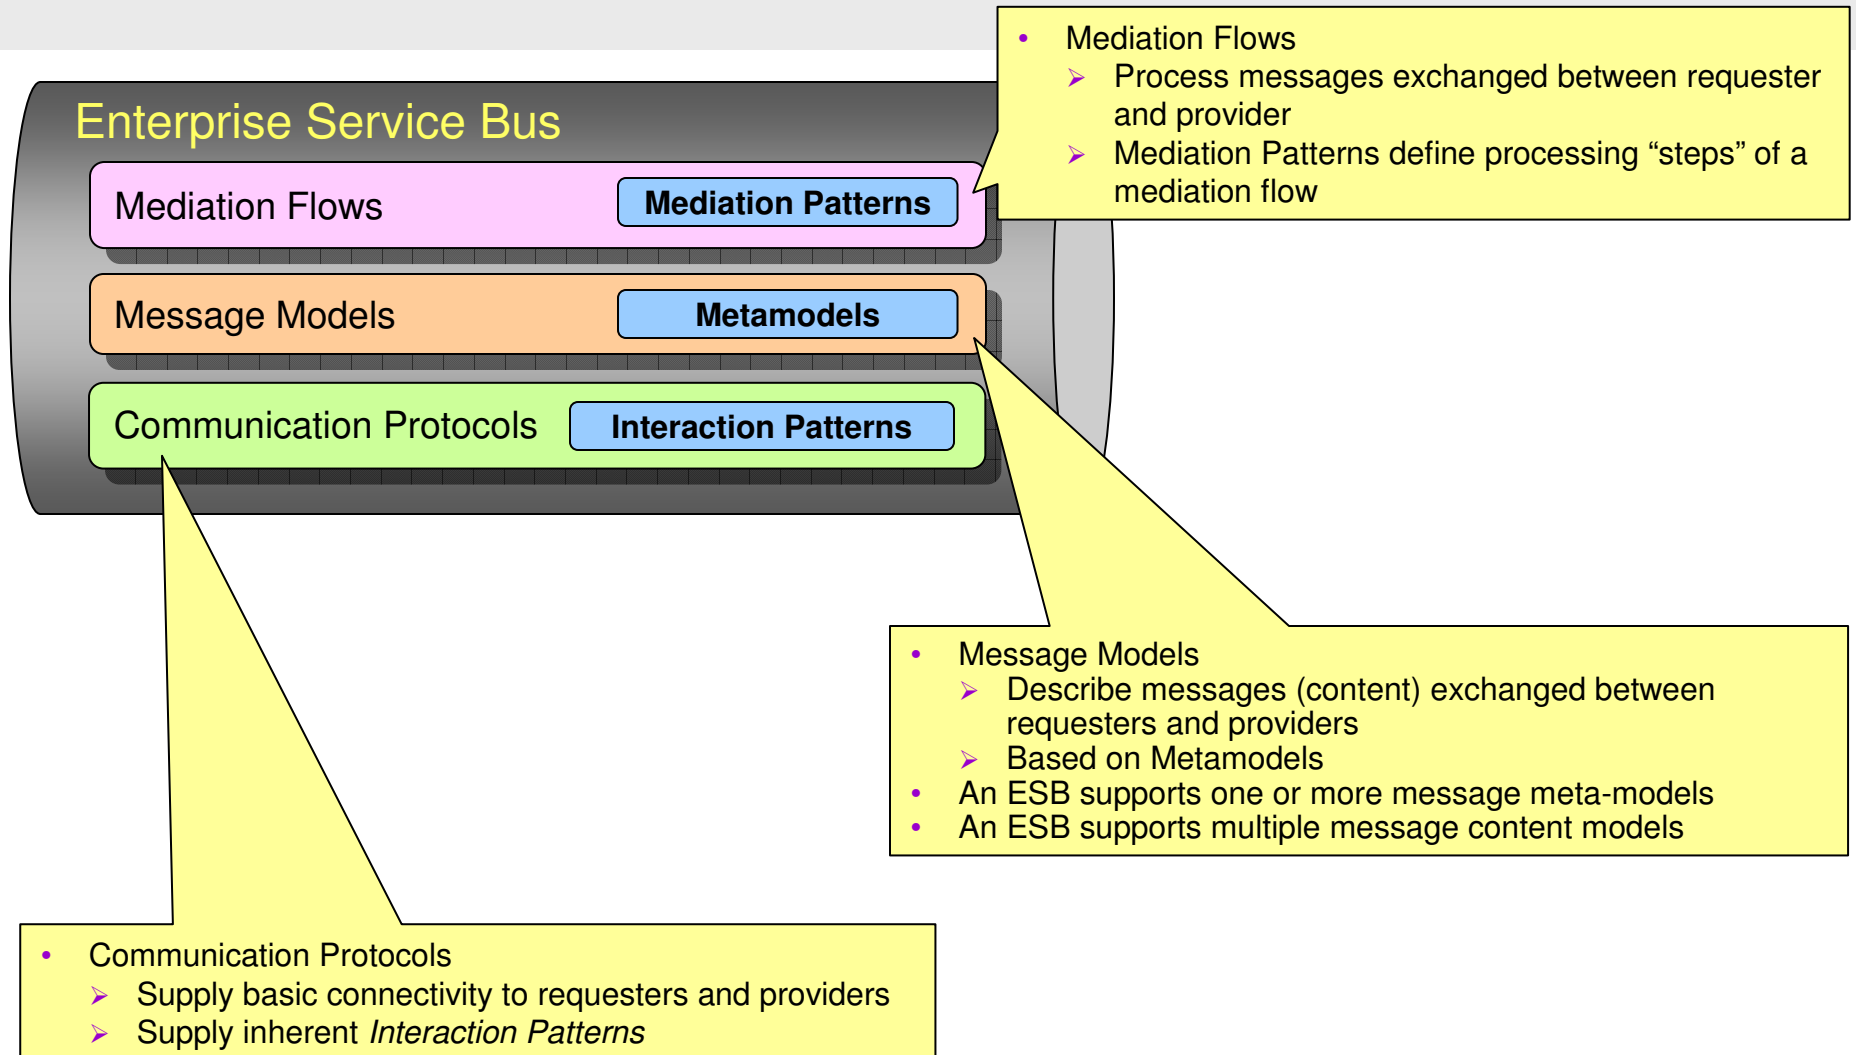 Enterprise Service Bus
Mediation Flows
Mediation Patterns
Message Models
Metamodels
Communication Protocols
Interaction Patterns
• Mediation Flows
➢ Process messages exchanged between requester
and provider
➢ Mediation Patterns define processing “steps” of a
mediation flow
• Message Models
➢ Describe messages (content) exchanged between
requesters and providers
➢ Based on Metamodels
• An ESB supports one or more message meta-models
• An ESB supports multiple message content models
• Communication Protocols
➢ Supply basic connectivity to requesters and providers
➢ Supply inherent Interaction Patterns